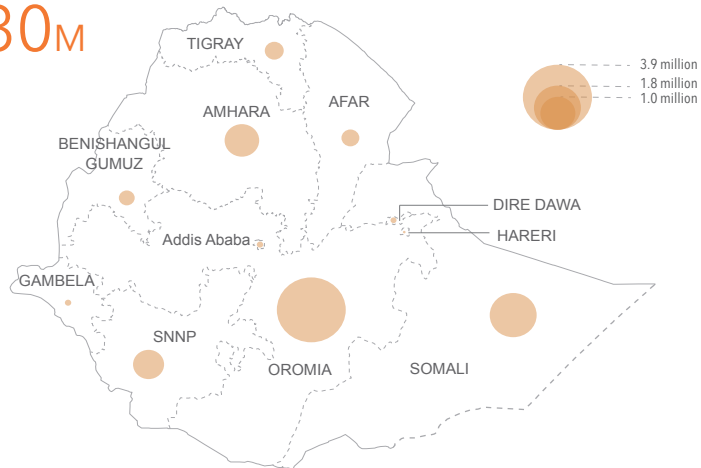 30M
TIGRAY
3.9 million
1.8 million
1.0 million
AFAR
AMHARA
BENISHANGUL
GUMUZ
DIRE DAWA
HARERI
Addis Ababa
GAMBELA
SNNP
OROMIA
SOMALI